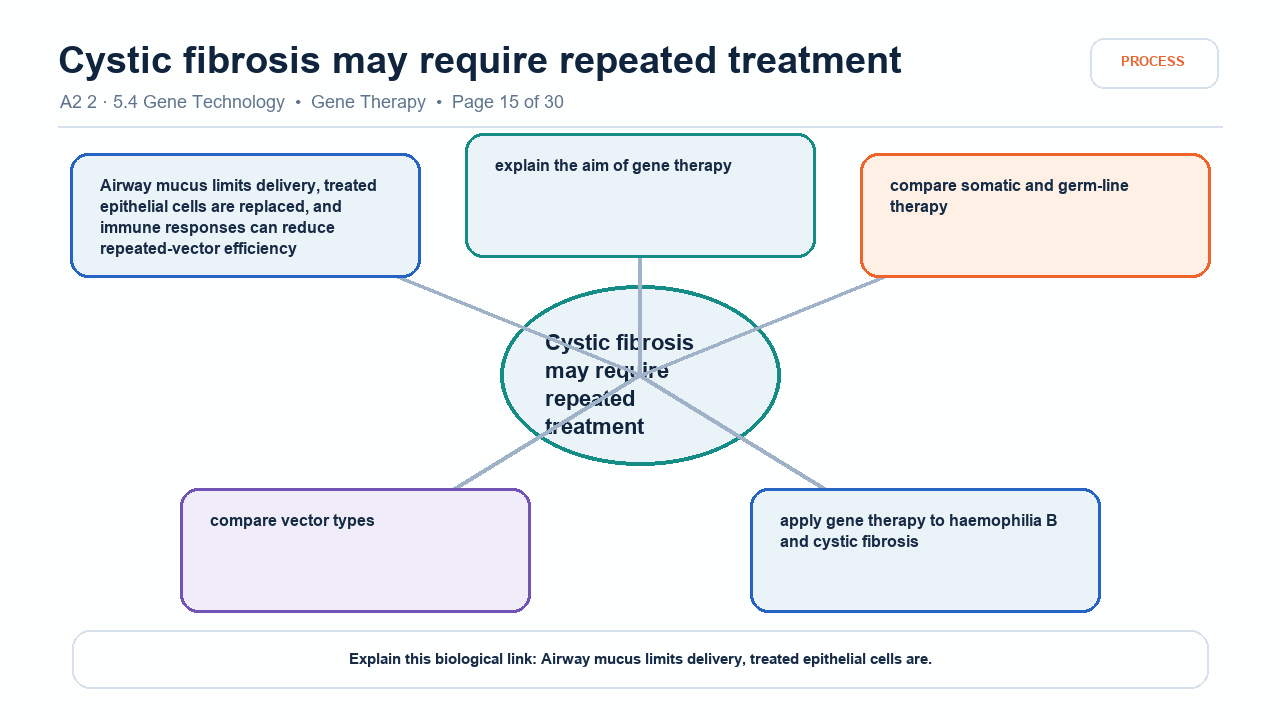 Cystic fibrosis may require repeated treatment
PROCESS
A2 2 · 5.4 Gene Technology • Gene Therapy • Page 15 of 30
Airway mucus limits delivery, treated
epithelial cells are replaced, and
immune responses can reduce
repeated-vector efficiency
explain the aim of gene therapy
compare somatic and germ-line
therapy
Cystic fibrosis
may require
repeated
treatment
compare vector types
apply gene therapy to haemophilia B
and cystic fibrosis
Explain this biological link: Airway mucus limits delivery, treated epithelial cells are.